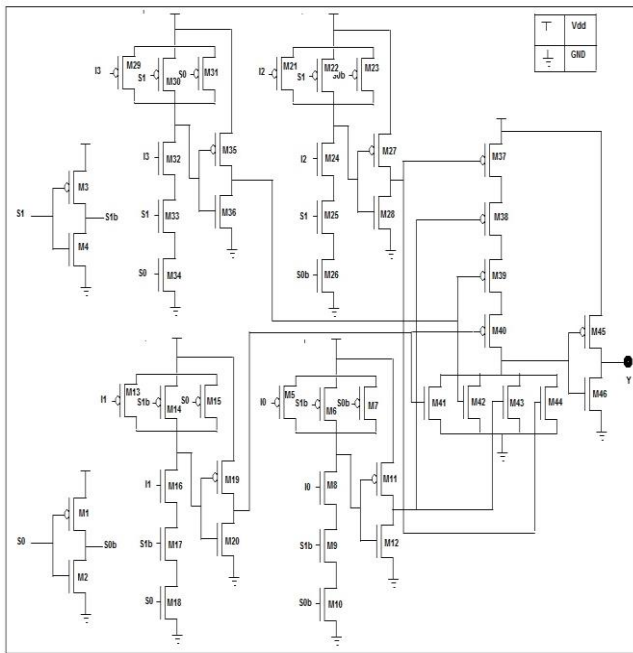 Vdd
GND
I3
M29
S1
M30
S0
M31
I2
M21
S1
M22
S0b
M23
I3
M32
M35
I2
M24
M27
M37
S1
M3
S1b
M4
S1
M33
M36
S1
M25
M28
M38
S0
M34
S0b
M26
M39
M40
M45
I1
M13
S1b
M14
S0
M15
I0
M5
S1b
M6
S0b
M7
M41
M42
M43
M44
M46
Y
I1
M16
M19
I0
M8
M11
S0
M1
S0b
M2
S1b
M17
M20
S1b
M9
M12
S0
M18
S0b
M10